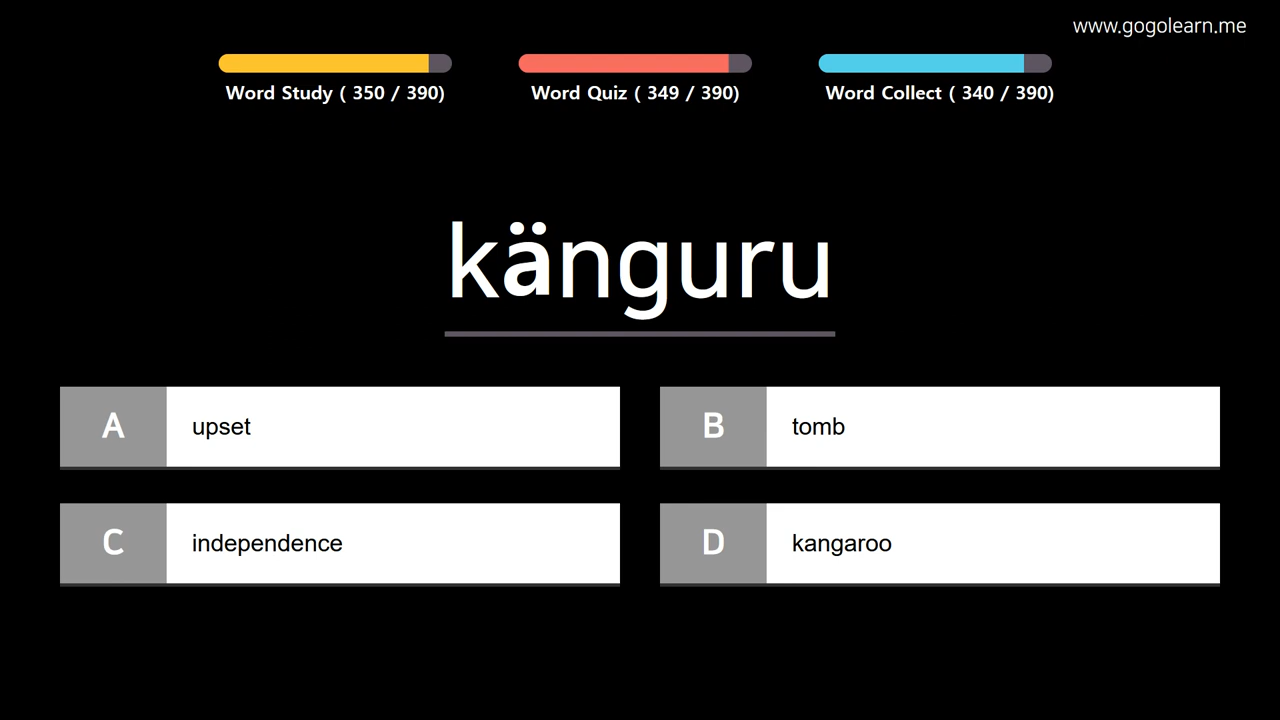 www.gogolearn.me
Word Study ( 350 / 390)
Word Quiz ( 349 / 390)
Word Collect ( 340 / 390)
känguru
A upset
B tomb
C independence
D kangaroo